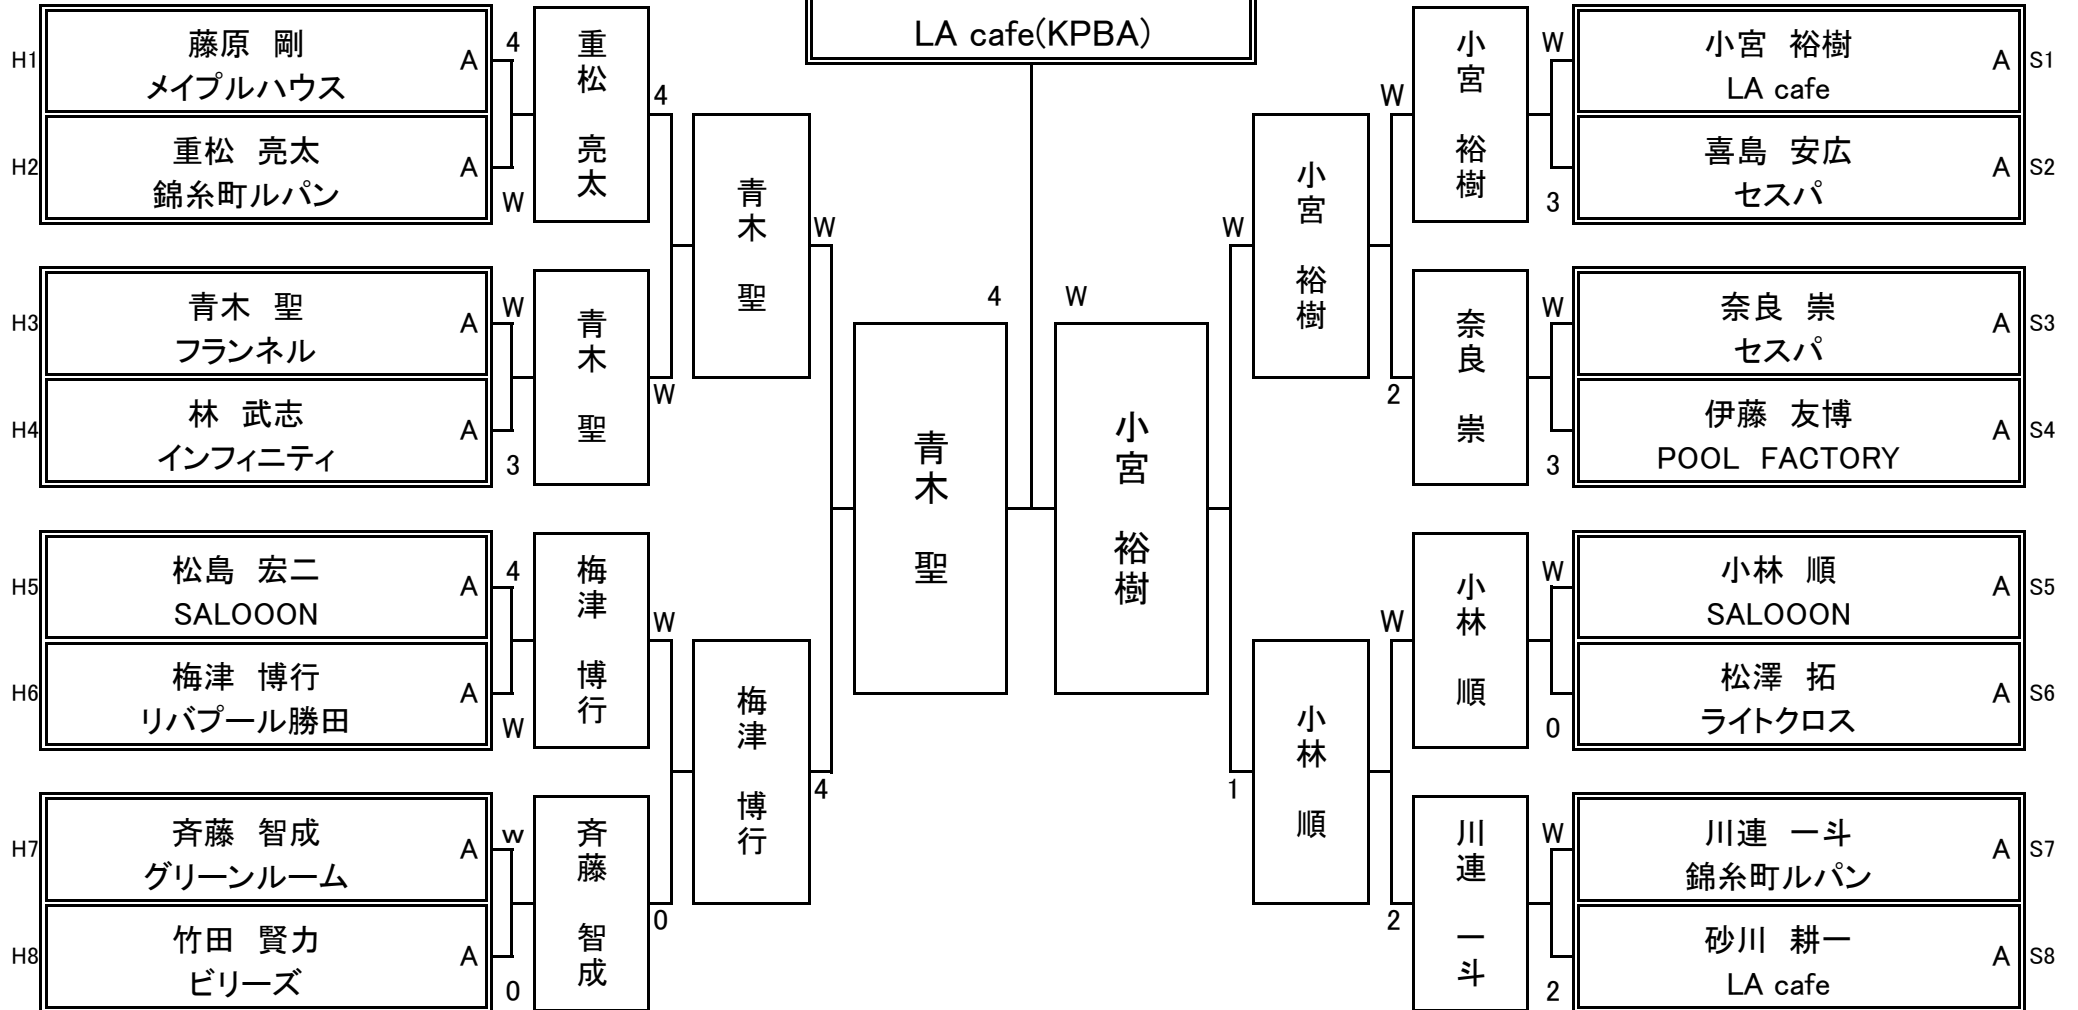 LA cafe(KPBA)
H1
藤原　剛
メイプルハウス
A
4
H2
重松　亮太
錦糸町ルパン
A
W
重松　亮太
4
H3
青木　聖
フランネル
A
W
H4
林　武志
インフィニティ
A
3
青木　聖
W
青木　聖
W
H5
松島　宏二
SALOOON
A
4
H6
梅津　博行
リバプール勝田
A
W
梅津　博行
W
H7
斉藤　智成
グリーンルーム
A
w
H8
竹田　賢力
ビリーズ
A
0
斉藤　智成
0
梅津　博行
4
青木　聖
4
小宮　裕樹
W
小宮　裕樹
W
小林　順
1
小宮　裕樹
W
奈良　崇
2
小林　順
W
川連　一斗
2
W
小宮　裕樹
LA cafe
A
S1
3
喜島　安広
セスパ
A
S2
W
奈良　崇
セスパ
A
S3
3
伊藤　友博
POOL FACTORY
A
S4
W
小林　順
SALOOON
A
S5
0
松澤　拓
ライトクロス
A
S6
W
川連　一斗
錦糸町ルパン
A
S7
2
砂川　耕一
LA cafe
A
S8